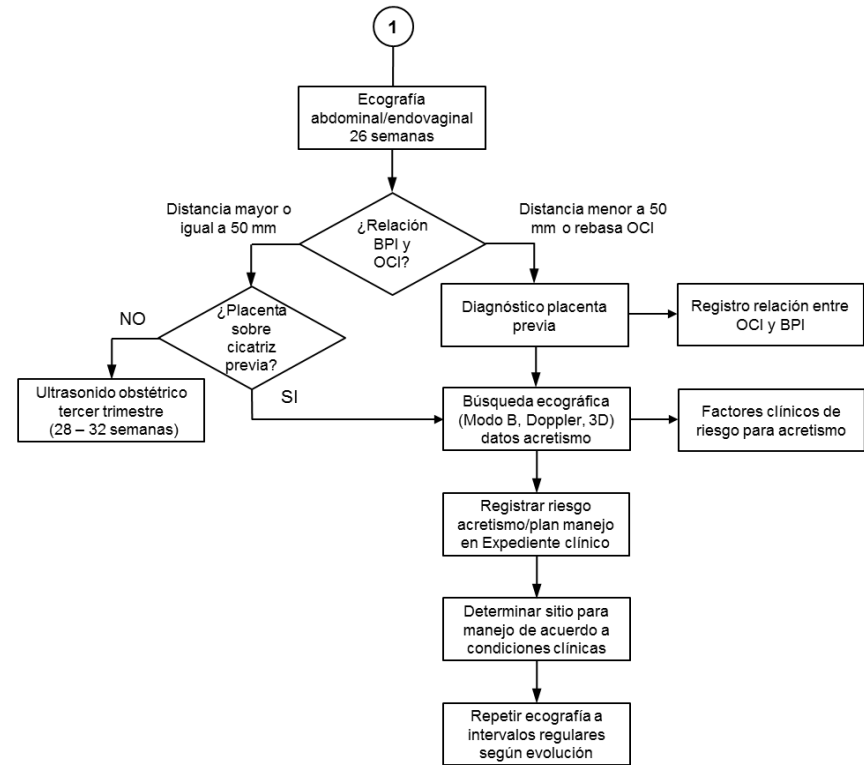 1
Ecografía
abdominal/endovaginal
26 semanas
Distancia mayor o
igual a 50 mm
¿Relación
BPI y
OCI?
Distancia menor a 50
mm o rebasa OCI
¿Placenta
sobre
cicatriz
previa?
NO
SI
Diagnóstico placenta
previa
Registro relación entre
OCI y BPI
Ultrasonido obstétrico
tercer trimestre
(28 – 32 semanas)
Búsqueda ecográfica
(Modo B, Doppler, 3D)
datos acretismo
Factores clínicos de
riesgo para acretismo
Registrar riesgo
acretismo/plan manejo
en Expediente clínico
Determinar sitio para
manejo de acuerdo a
condiciones clínicas
Repetir ecografía a
intervalos regulares
según evolución